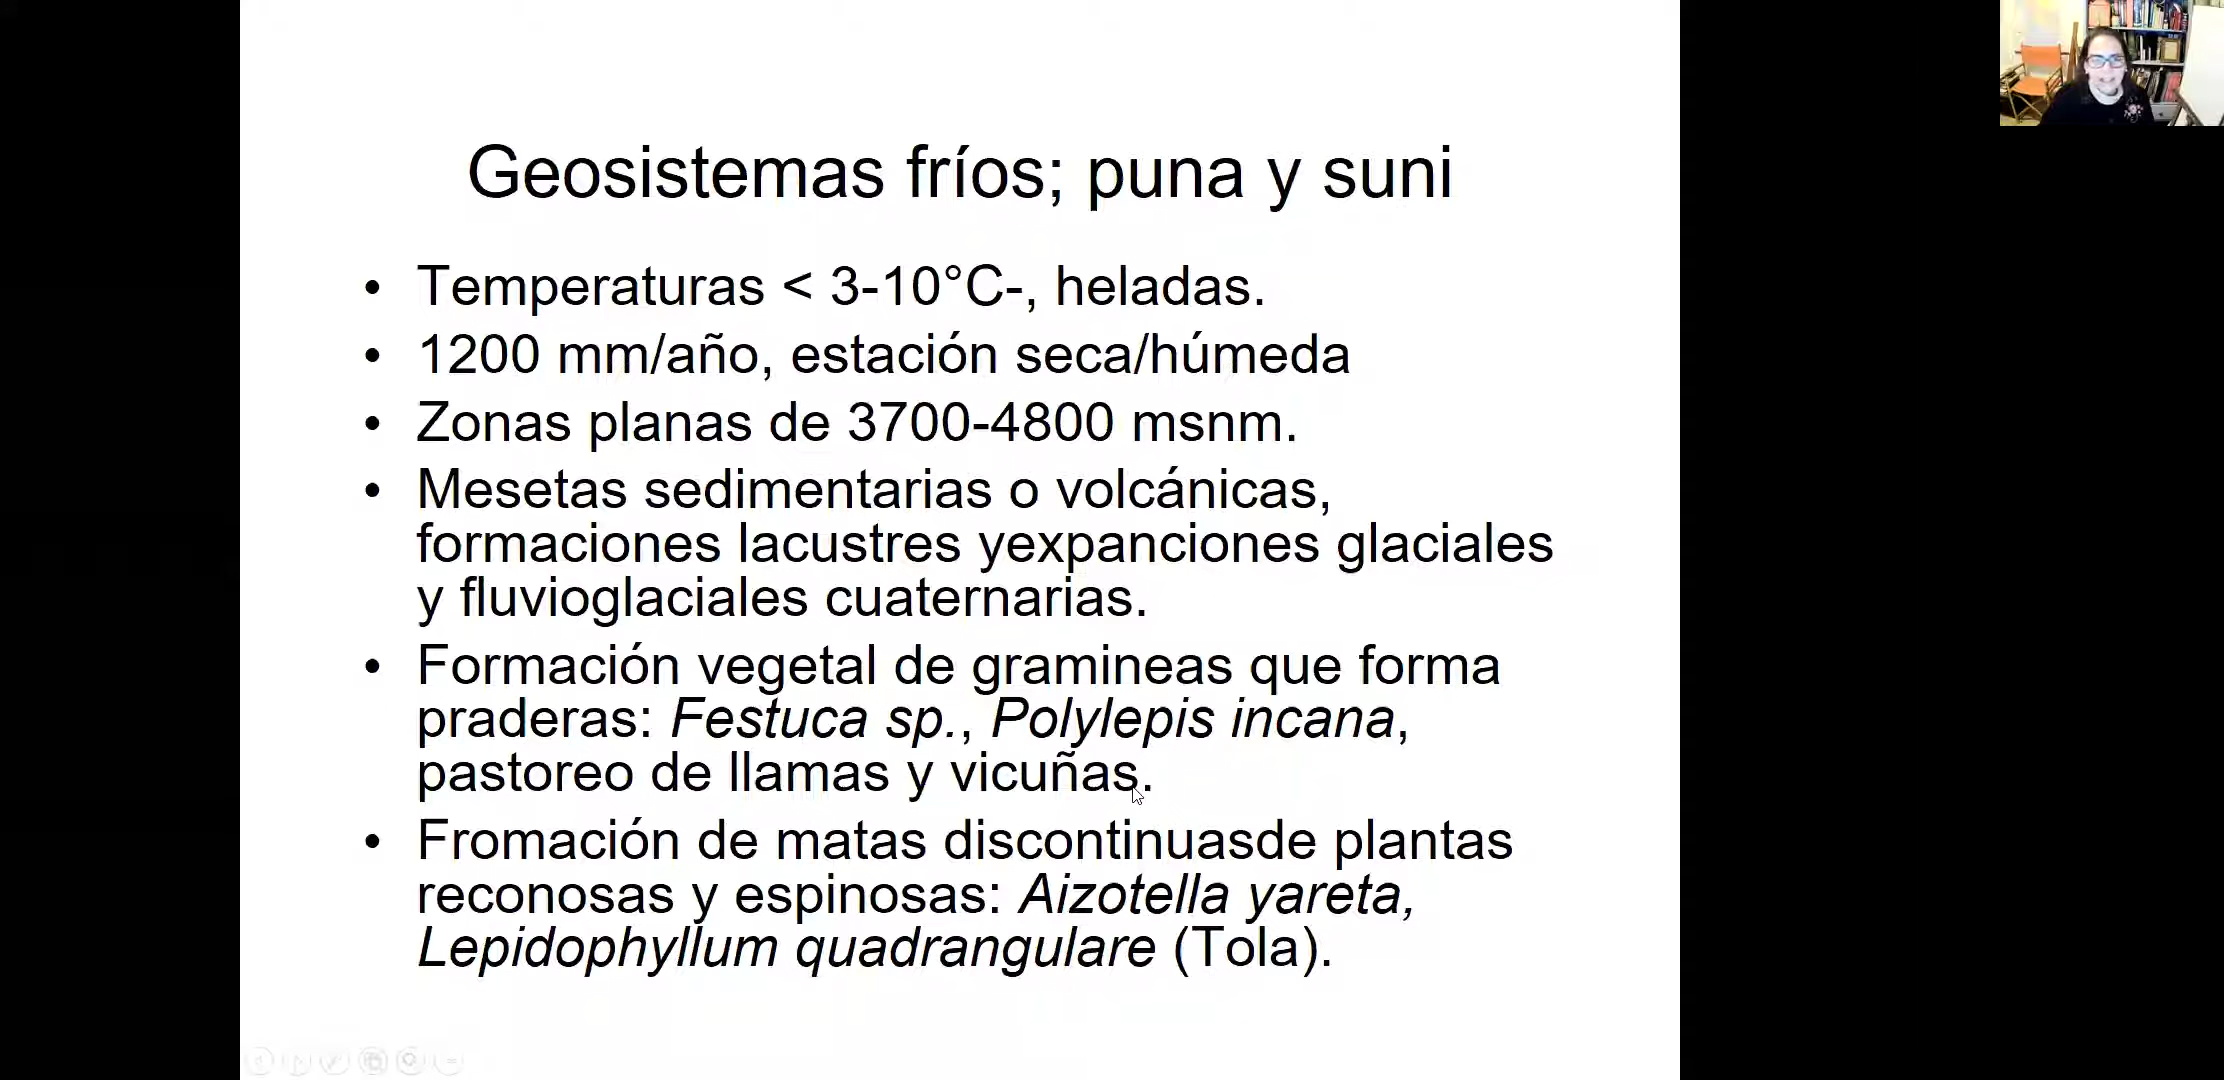 Geosistemas fríos; puna y suni
• Temperaturas < 3-10°C-, heladas.
• 1200 mm/año, estación seca/húmeda
• Zonas planas de 3700-4800 msnm.
• Mesetas sedimentarias o volcánicas,
formaciones lacustres yexpanciones glaciales
y fluvioglaciales cuaternarias.
• Formación vegetal de gramineas que forma
praderas: Festuca sp., Polylepis incana,
pastoreo de llamas y vicuñas.
• Fromación de matas discontinuasde plantas
reconosas y espinosas: Aizotella yareta,
Lepidophyllum quadrangulare (Tola).